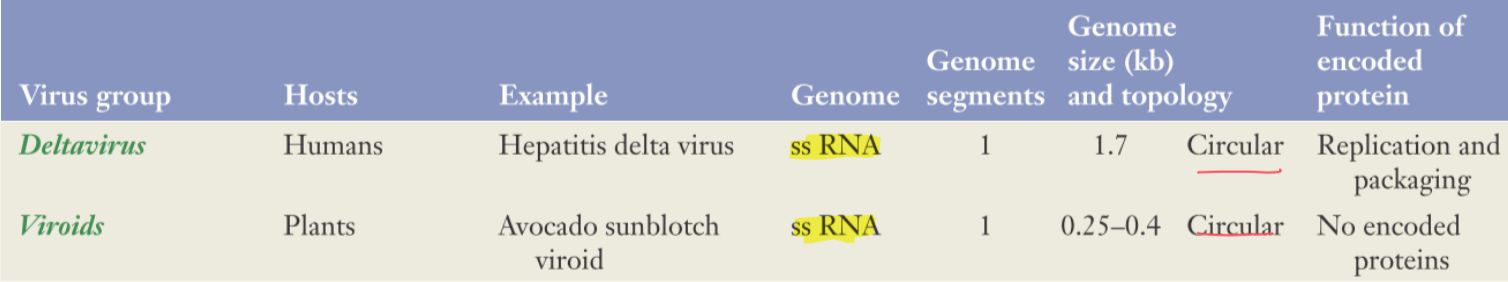 Virus group Hosts Example Genome Genome segments Genome size (kb) and topology Function of encoded protein
Deltavirus Humans Hepatitis delta virus ss RNA 1 1.7 Circular Replication and packaging
Viroids Plants Avocado sunblotch viroid ss RNA 1 0.25–0.4 Circular No encoded proteins